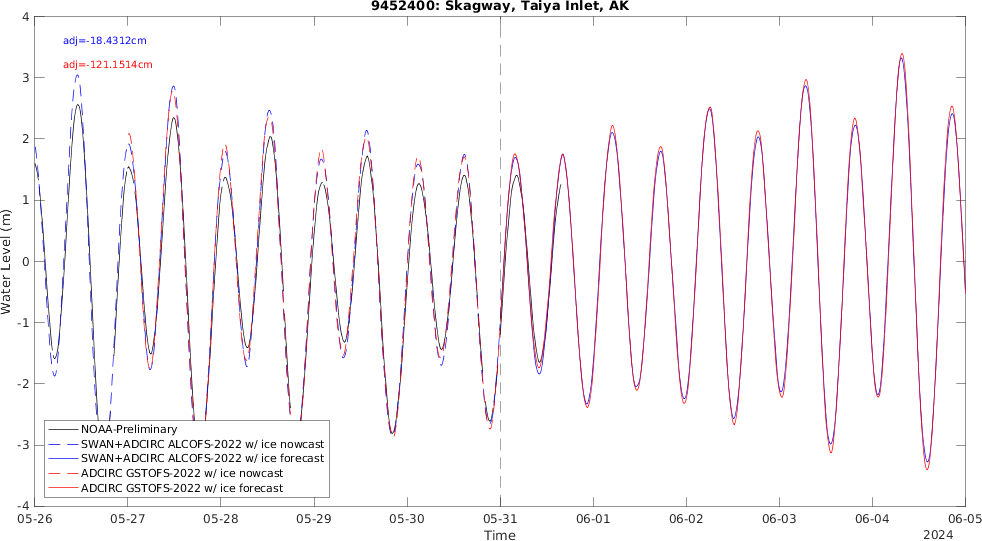 9452400: Skagway, Taiya Inlet, AK
adj=-18.4312cm
adj=-121.1514cm
Water Level (m)
4
3
2
1
0
-1
-2
-3
-4
NOAA-Preliminary
SWAN+ADCIRC ALCOFS-2022 w/ ice nowcast
SWAN+ADCIRC ALCOFS-2022 w/ ice forecast
ADCIRC GSTOFS-2022 w/ ice nowcast
ADCIRC GSTOFS-2022 w/ ice forecast
05-26 05-27 05-28 05-29 05-30 05-31 06-01 06-02 06-03 06-04 06-05
Time
2024